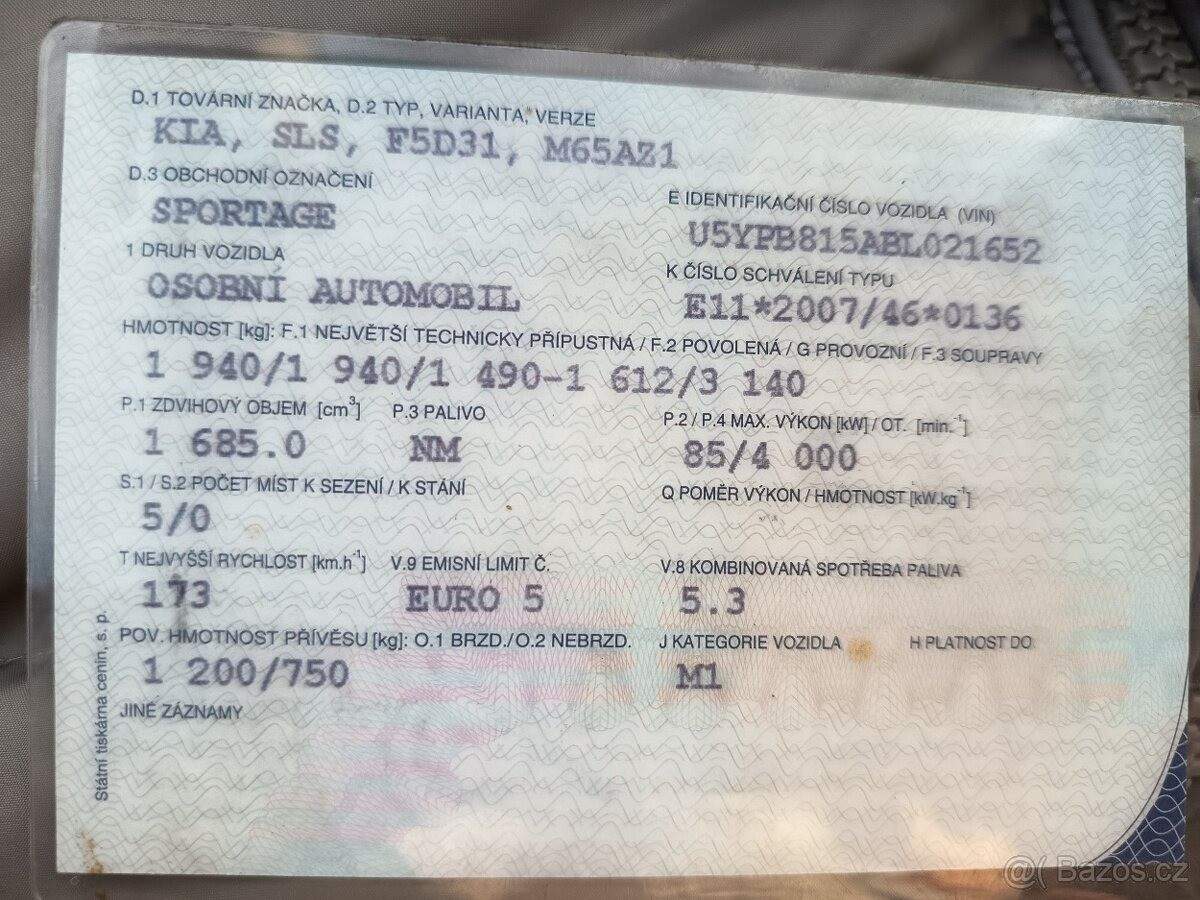 D.1 TOVÁRNÍ ZNAČKA, D.2 TYP, VARIANTA, VERZE
KIA, SLS, F5D31, M65AZ1
D.3 OBCHODNÍ OZNAČENÍ
SPORTAGE
E IDENTIFIKAČNÍ ČÍSLO VOZIDLA (VIN)
U5YPB815ABL021652
1 DRUH VOZIDLA
OSOBNÍ AUTOMOBIL
K ČÍSLO SCHVÁLENÍ TYPU
E11*2007/46*0136
HMOTNOST [kg]: F.1 NEJVĚTŠÍ TECHNICKY PŘÍPUSTNÁ / F.2 POVOLENÁ / G PROVOZNÍ / F.3 SOUPRAVY
1 940/1 940/1 490-1 612/3 140
P.1 ZDVIHOVÝ OBJEM [cm³] P.3 PALIVO P.2 / P.4 MAX. VÝKON [kW] / OT. [min.⁻¹]
1 685.0 NM 85/4 000
S.1 / S.2 POČET MÍST K SEZENÍ / K STÁNÍ Q POMĚR VÝKON / HMOTNOST [kW.kg⁻¹]
5/0
T NEJVYŠŠÍ RYCHLOST [km.h⁻¹] V.9 EMISNÍ LIMIT Č. V.8 KOMBINOVANÁ SPOTŘEBA PALIVA
173 EURO 5 5.3
POV. HMOTNOST PŘÍVĚSU [kg]: O.1 BRZD./O.2 NEBRZD. J KATEGORIE VOZIDLA H PLATNOST DO
1 200/750 M1
JINÉ ZÁZNAMY
Státní tiskárna cenin, s. p.
@( Bazoš.cz